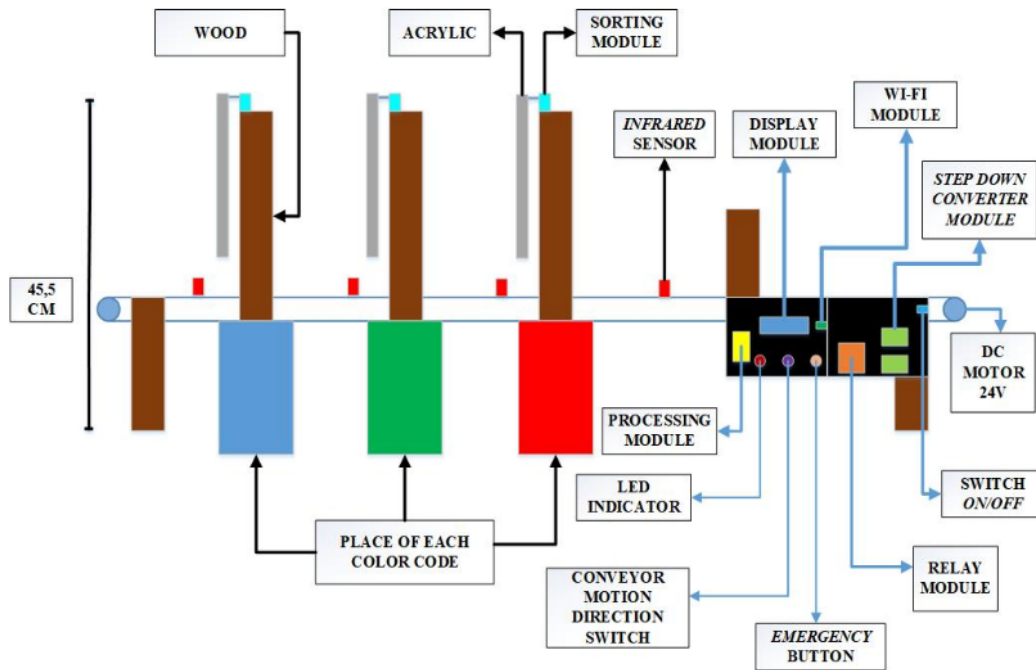 WOOD
ACRYLIC
SORTING
MODULE
INFRARED
SENSOR
DISPLAY
MODULE
WI-FI
MODULE
STEP DOWN
CONVERTER
MODULE
45,5
CM
DC
MOTOR
24V
PROCESSING
MODULE
LED
INDICATOR
SWITCH
ON/OFF
PLACE OF EACH
COLOR CODE
CONVEYOR
MOTION
DIRECTION
SWITCH
RELAY
MODULE
EMERGENCY
BUTTON